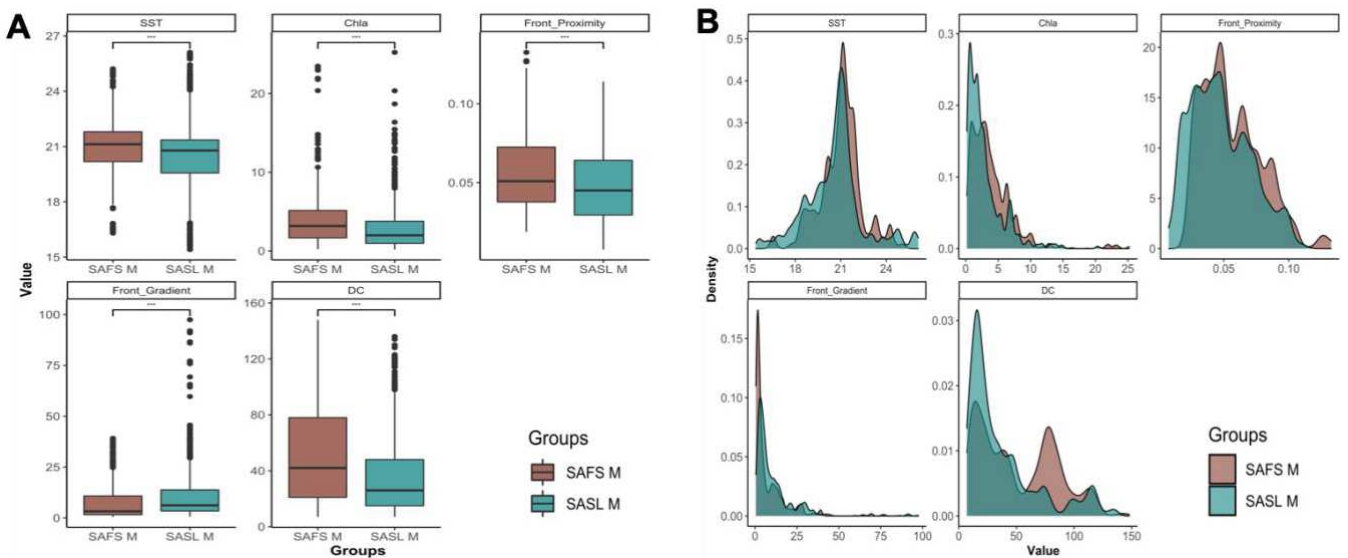 A
SST
Chla
Front_Proximity
27
24
21
18
15
20
10
0
0.10
0.05
SAFS M SASL M
SAFS M SASL M
SAFS M SASL M
Value
Front_Gradient
DC
100
75
50
25
0
160
120
80
40
0
SAFS M SASL M
SAFS M SASL M
Groups
Groups
SAFS M
SASL M
B
SST
Chla
Front_Proximity
0.5
0.4
0.3
0.2
0.1
0.0
15 18 21 24
0.3
0.2
0.1
0.0
0 5 10 15 20 25
20
15
10
5
0
0.05 0.10
Density
Front_Gradient
DC
0.15
0.10
0.05
0.00
0 25 50 75 100
0.03
0.02
0.01
0.00
0 50 100 150
Value
Groups
SAFS M
SASL M